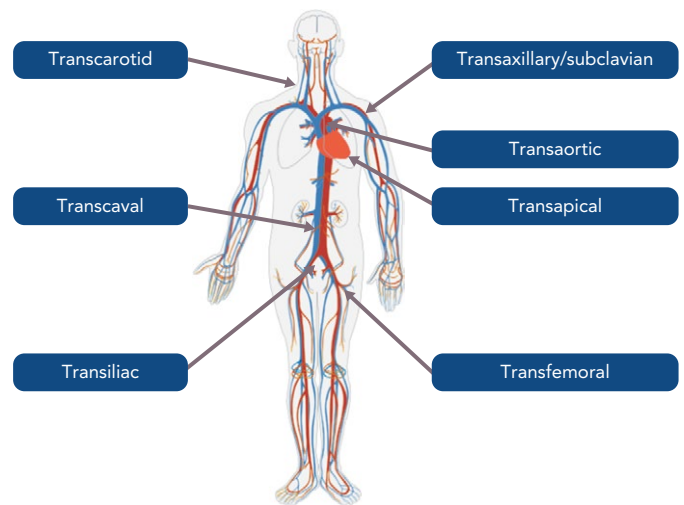 Transcarotid
Transaxillary/subclavian
Transaortic
Transcaval
Transapical
Transiliac
Transfemoral